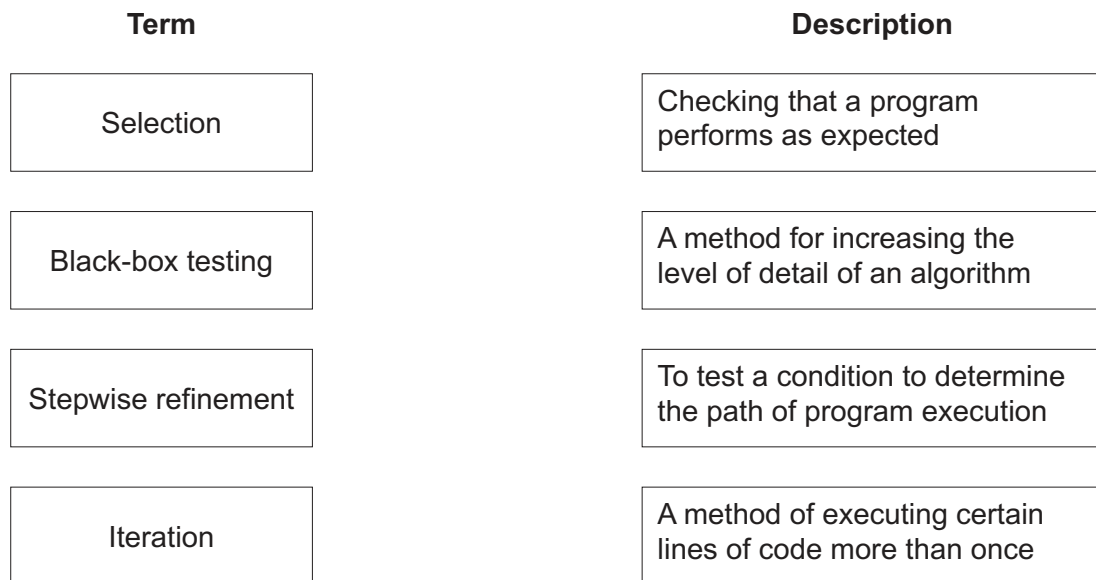 Term
Description
Selection
Checking that a program
performs as expected
Black-box testing
A method for increasing the
level of detail of an algorithm
Stepwise refinement
To test a condition to determine
the path of program execution
Iteration
A method of executing certain
lines of code more than once